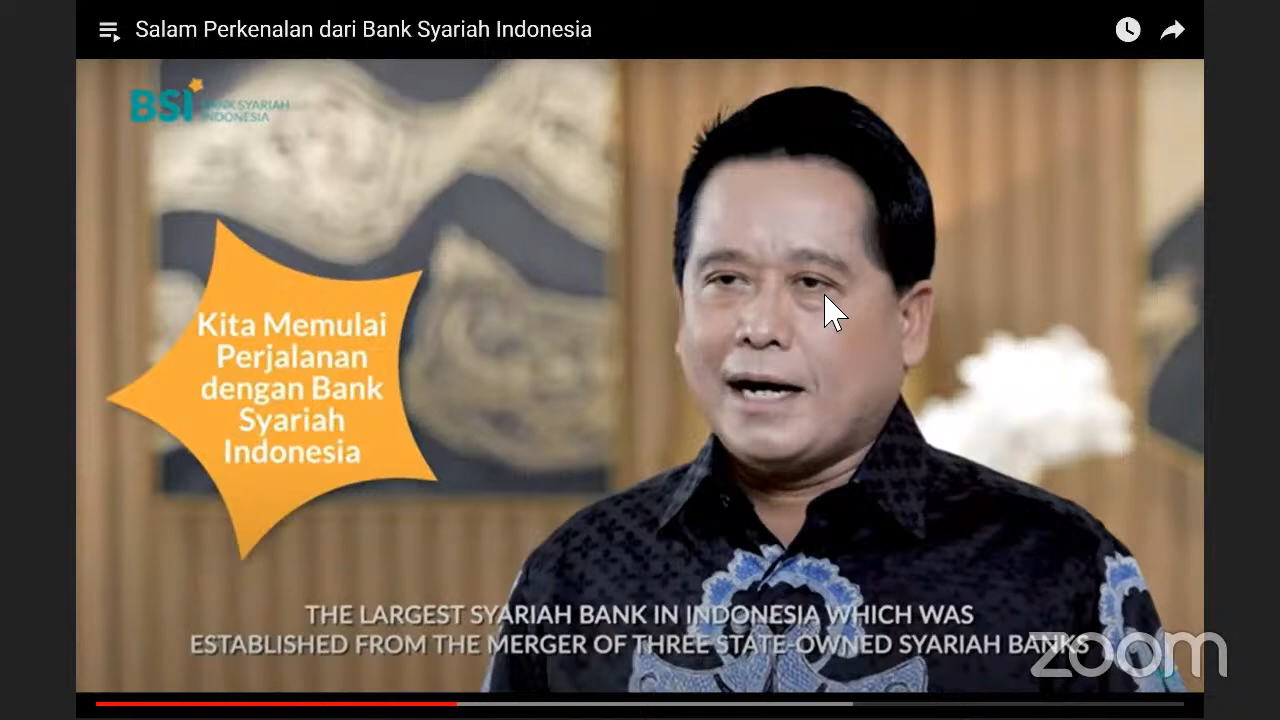 Salam Perkenalan dari Bank Syariah Indonesia
BSI BANK SYARIAH
INDONESIA
Kita Memulai
Perjalanan
dengan Bank
Syariah
Indonesia
THE LARGEST SYARIAH BANK IN INDONESIA WHICH WAS
ESTABLISHED FROM THE MERGER OF THREE STATE-OWNED SYARIAH BANKS
zoom